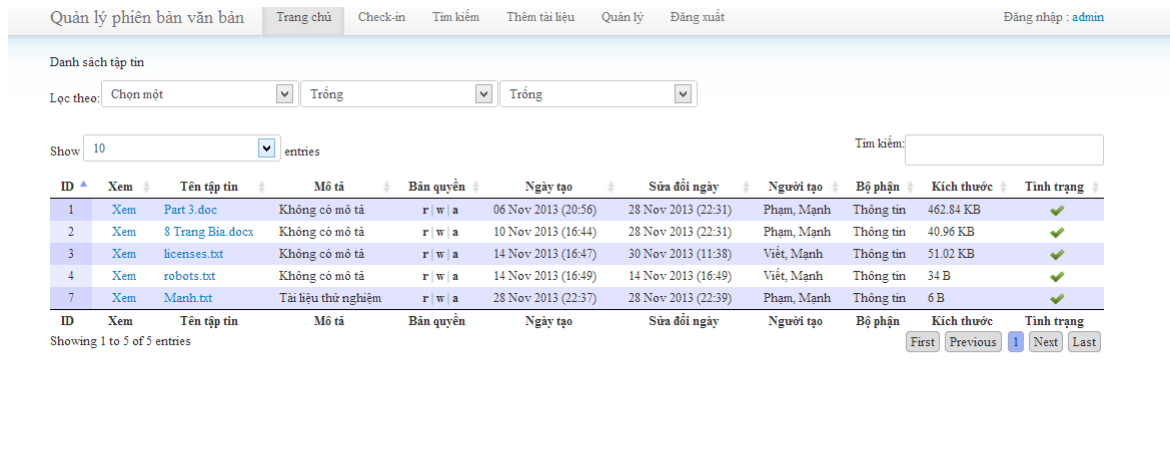 Quản lý phiên bản văn bản Trang chủ Check-in Tìm kiếm Thêm tài liệu Quản lý Đăng xuất Đăng nhập : admin
Danh sách tập tin
Lọc theo: Chọn một Trống Trống
Show 10 entries Tìm kiếm:
ID Xem Tên tập tin Mô tả Bản quyền Ngày tạo Sửa đổi ngày Người tạo Bộ phận Kích thước Tình trạng
1 Xem Part 3.doc Không có mô tả r | w | a 06 Nov 2013 (20:56) 28 Nov 2013 (22:31) Phạm, Mạnh Thông tin 462.84 KB
2 Xem 8 Trang Bia.docx Không có mô tả r | w | a 10 Nov 2013 (16:44) 28 Nov 2013 (22:31) Phạm, Mạnh Thông tin 40.96 KB
3 Xem licenses.txt Không có mô tả r | w | a 14 Nov 2013 (16:47) 30 Nov 2013 (11:38) Viết, Mạnh Thông tin 51.02 KB
4 Xem robots.txt Không có mô tả r | w | a 14 Nov 2013 (16:49) 14 Nov 2013 (16:49) Viết, Mạnh Thông tin 34 B
7 Xem Manh.txt Tài liệu thử nghiệm r | w | a 28 Nov 2013 (22:37) 28 Nov 2013 (22:39) Phạm, Mạnh Thông tin 6 B
ID Xem Tên tập tin Mô tả Bản quyền Ngày tạo Sửa đổi ngày Người tạo Bộ phận Kích thước Tình trạng
Showing 1 to 5 of 5 entries First Previous 1 Next Last